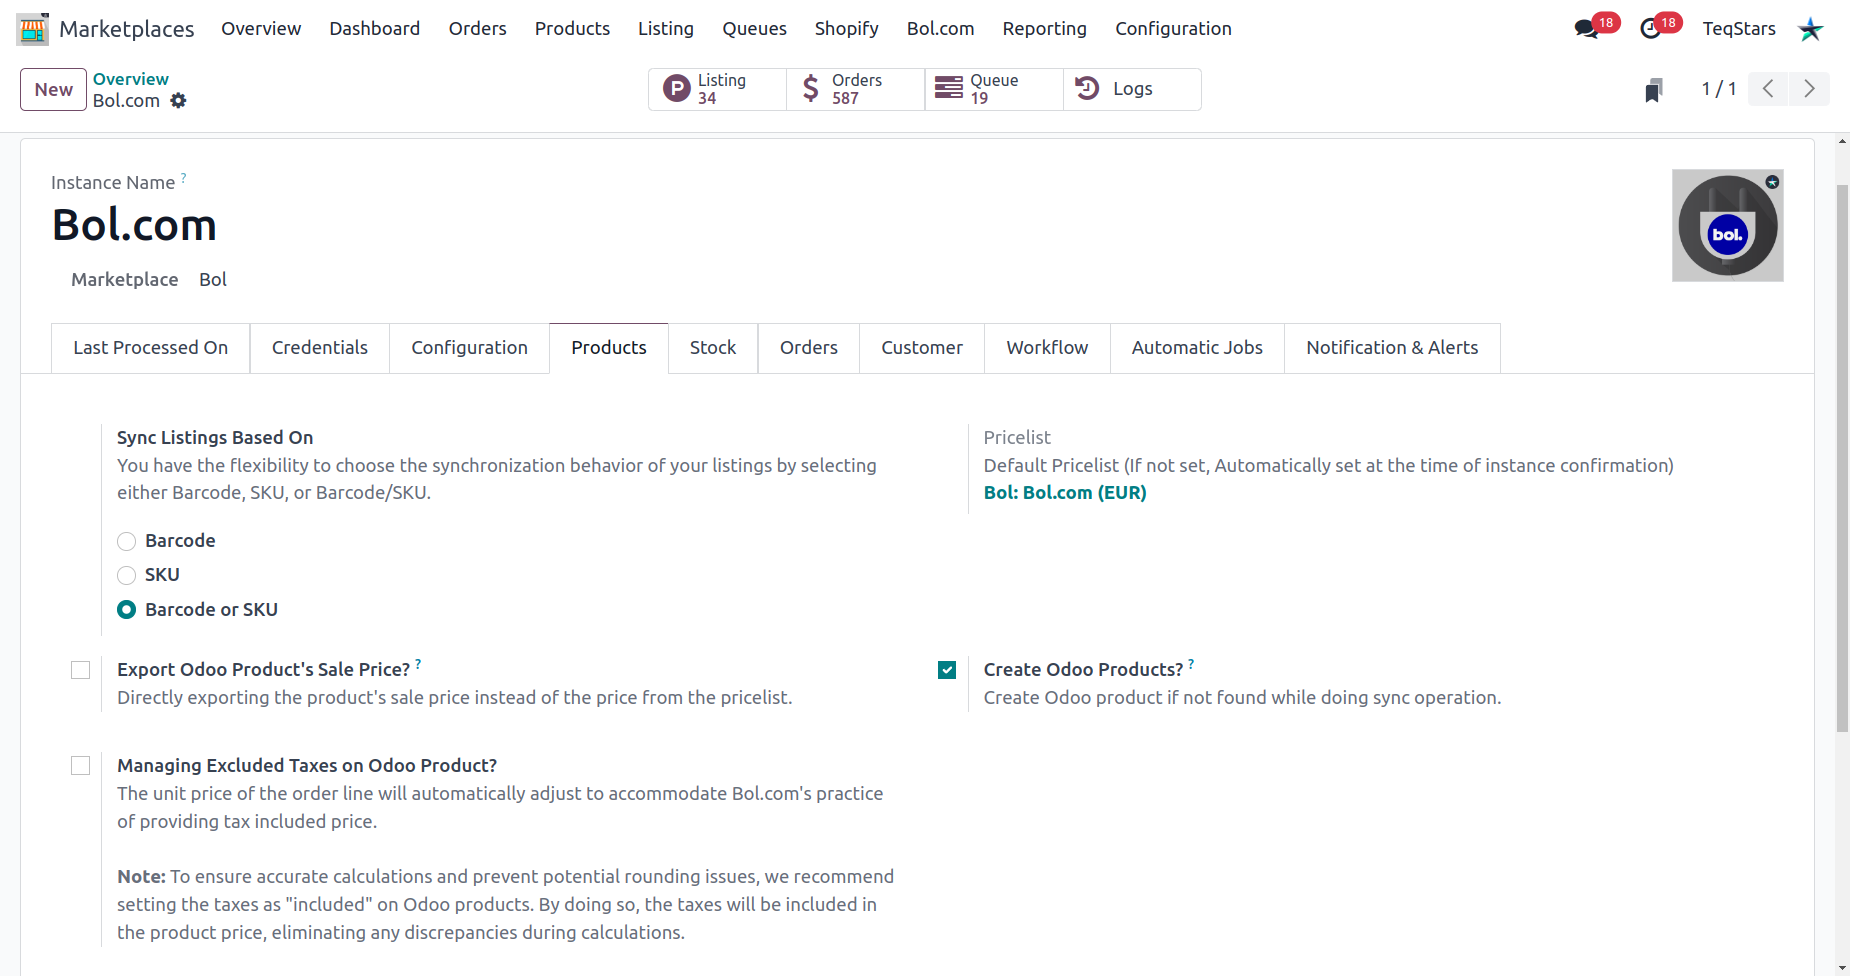 Marketplaces Overview Dashboard Orders Products Listing Queues Shopify Bol.com Reporting Configuration 18 18 TeqStars
New
Overview
Bol.com
P Listing 34
$ Orders 587
Queue 19
Logs
1 / 1
Instance Name ?
Bol.com
bol.
Marketplace Bol
Last Processed On Credentials Configuration Products Stock Orders Customer Workflow Automatic Jobs Notification & Alerts
Sync Listings Based On
You have the flexibility to choose the synchronization behavior of your listings by selecting
either Barcode, SKU, or Barcode/SKU.
Barcode
SKU
Barcode or SKU
Pricelist
Default Pricelist (If not set, Automatically set at the time of instance confirmation)
Bol: Bol.com (EUR)
Export Odoo Product's Sale Price? ?
Directly exporting the product's sale price instead of the price from the pricelist.
Create Odoo Products? ?
Create Odoo product if not found while doing sync operation.
Managing Excluded Taxes on Odoo Product?
The unit price of the order line will automatically adjust to accommodate Bol.com's practice
of providing tax included price.
Note: To ensure accurate calculations and prevent potential rounding issues, we recommend
setting the taxes as "included" on Odoo products. By doing so, the taxes will be included in
the product price, eliminating any discrepancies during calculations.